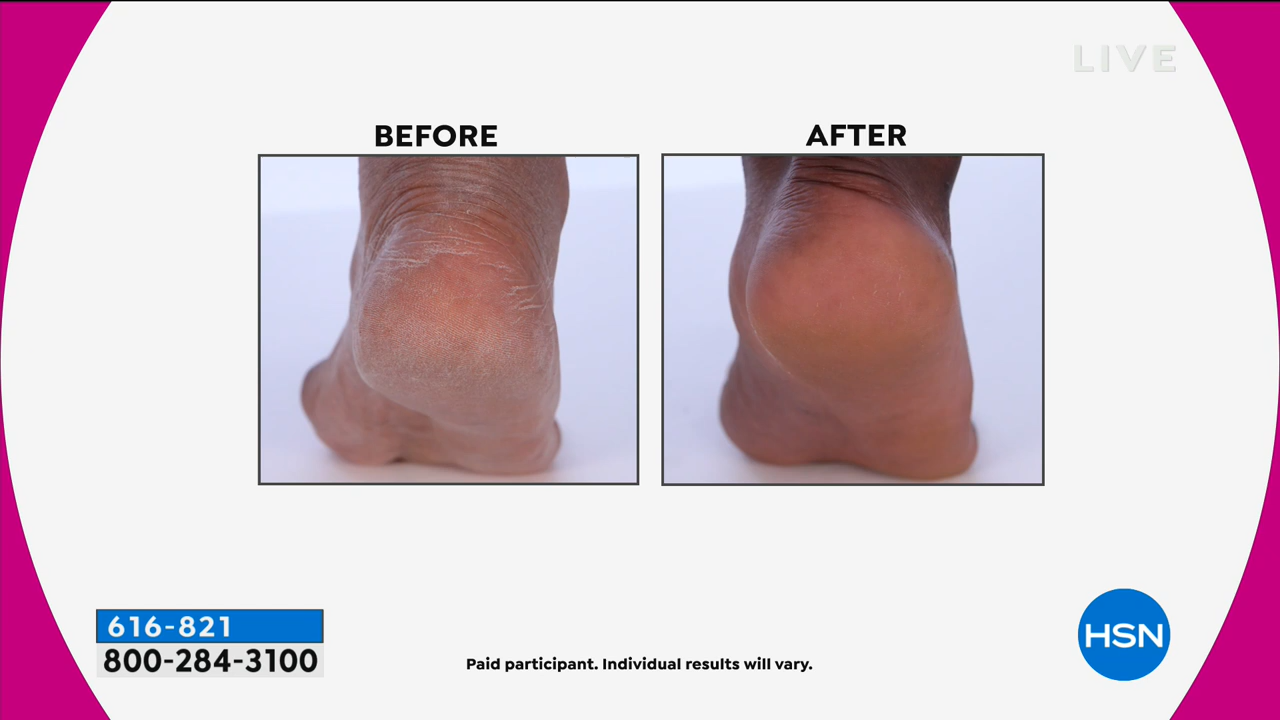 LIVE
BEFORE
AFTER
616-821
800-284-3100
Paid participant. Individual results will vary.
HSN